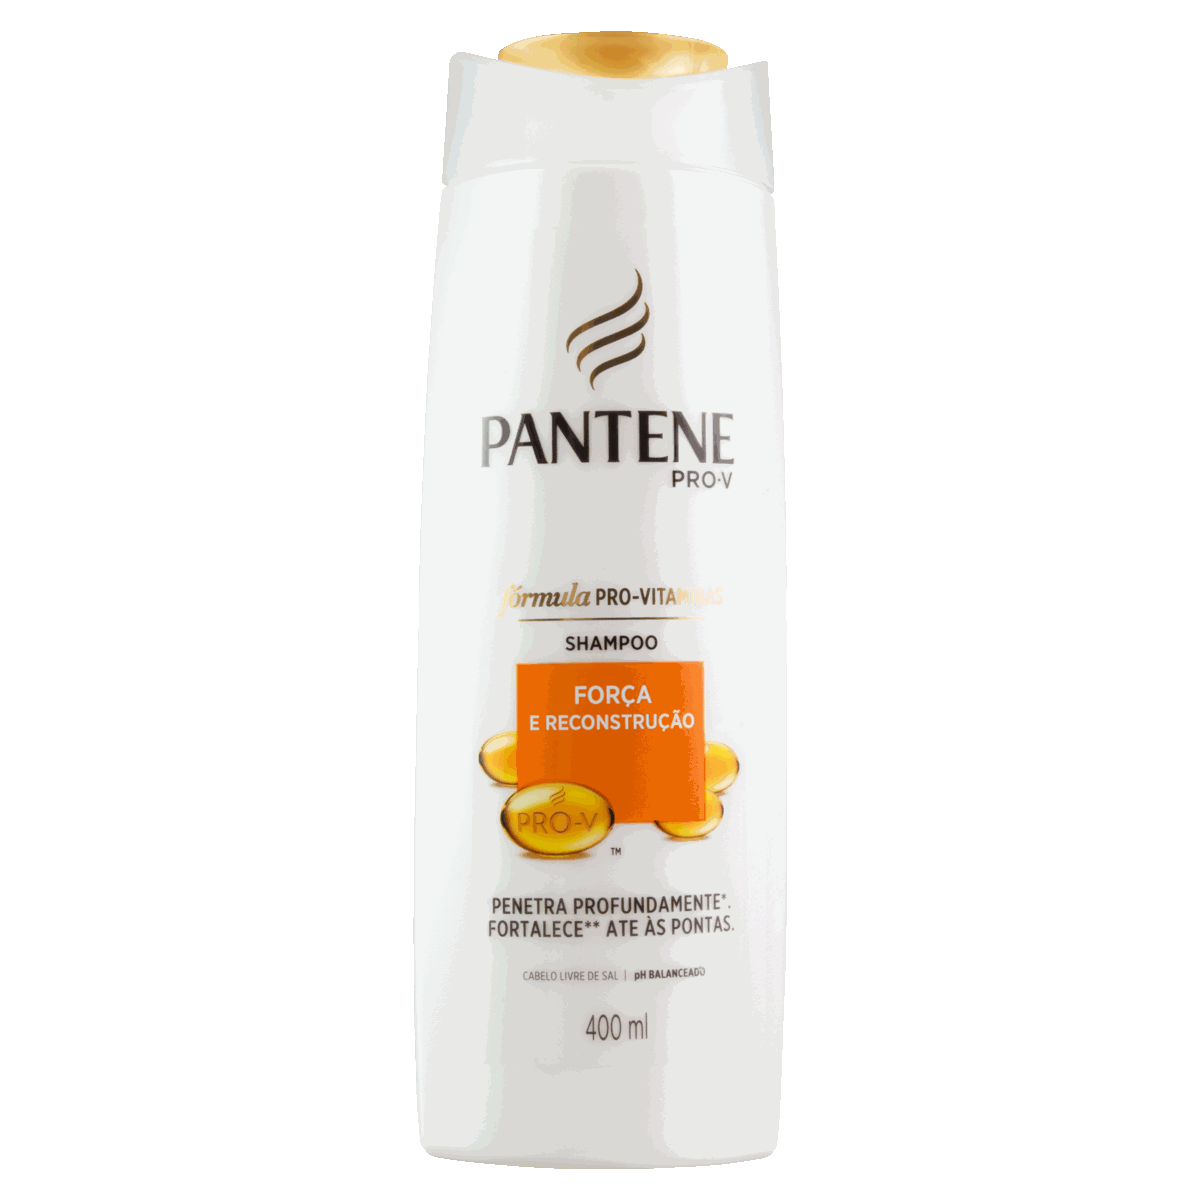 PANTENE
PRO·V
fórmula PRO-VITAMINAS
SHAMPOO
FORÇA
E RECONSTRUÇÃO
PRO-V
TM
PENETRA PROFUNDAMENTE*.
FORTALECE** ATE ÀS PONTAS.
CABELO LIVRE DE SAL | pH BALANCEADO
400 ml